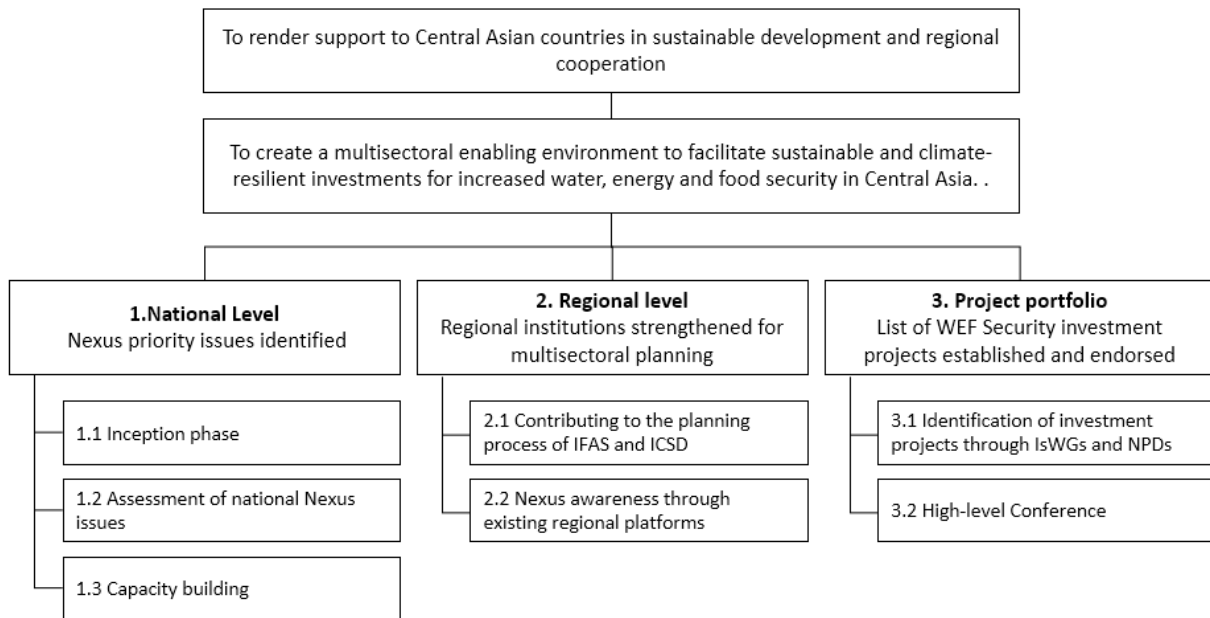 To render support to Central Asian countries in sustainable development and regional
cooperation
To create a multisectoral enabling environment to facilitate sustainable and climate-
resilient investments for increased water, energy and food security in Central Asia. .
1.National Level
Nexus priority issues identified
1.1 Inception phase
1.2 Assessment of national Nexus
issues
1.3 Capacity building
2. Regional level
Regional institutions strengthened for
multisectoral planning
2.1 Contributing to the planning
process of IFAS and ICSD
2.2 Nexus awareness through
existing regional platforms
3. Project portfolio
List of WEF Security investment
projects established and endorsed
3.1 Identification of investment
projects through IsWGs and NPDs
3.2 High-level Conference